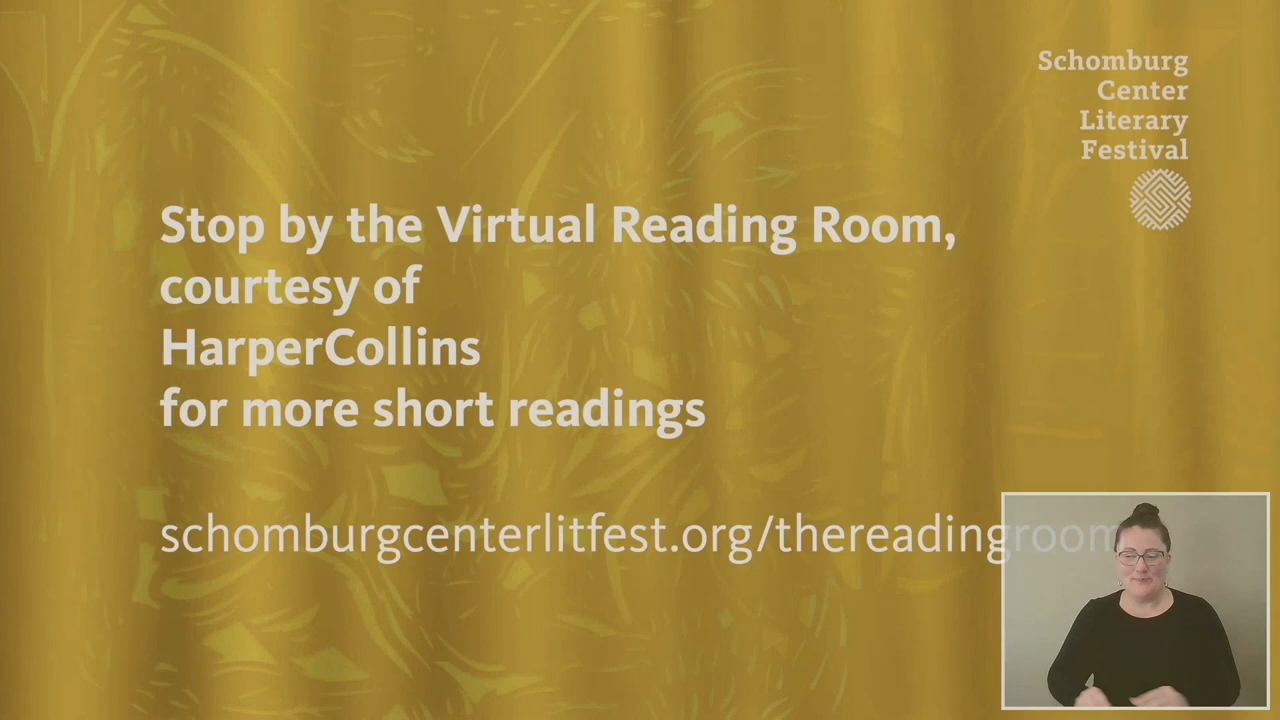 Schomburg
Center
Literary
Festival
Stop by the Virtual Reading Room,
courtesy of
HarperCollins
for more short readings
schomburgcenterlitfest.org/thereadingroom